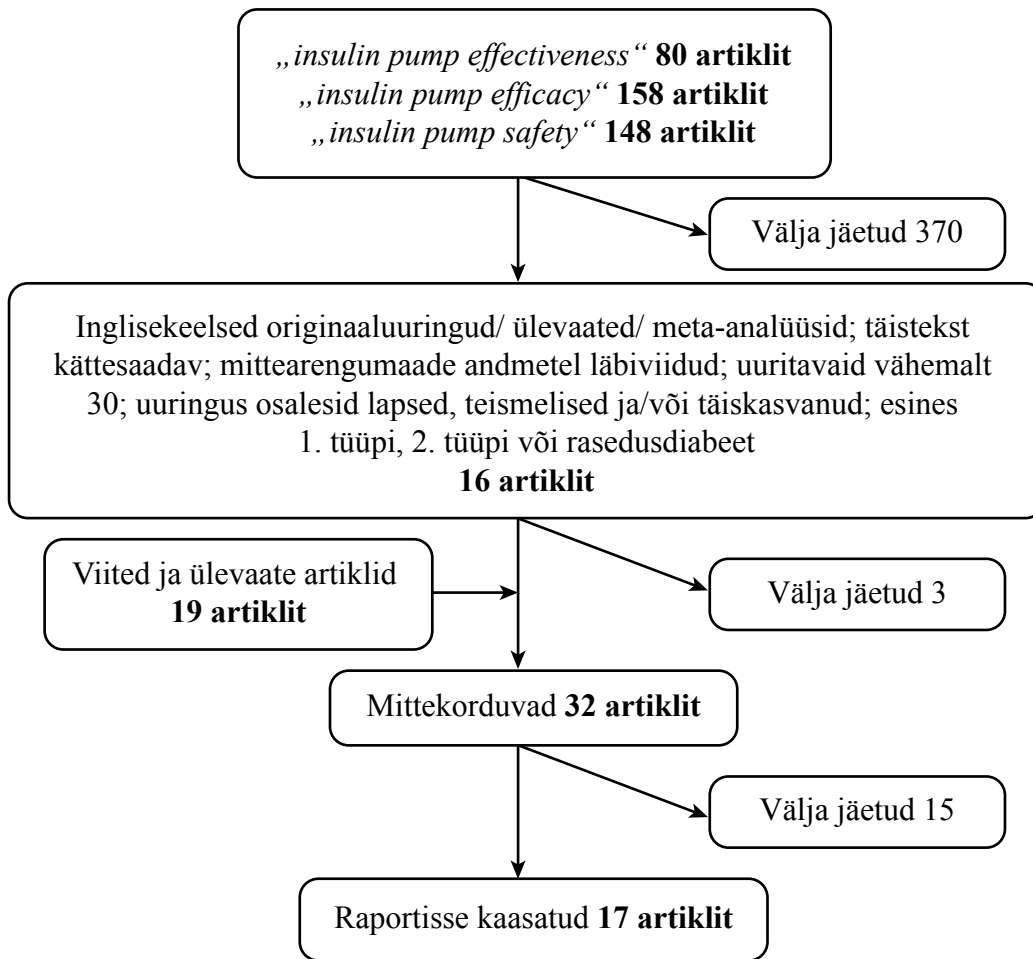 „insulin pump effectiveness“ 80 artiklit
„insulin pump efficacy“ 158 artiklit
„insulin pump safety“ 148 artiklit
Välja jäetud 370
Inglisekeelsed originaaluuringud/ ülevaated/ meta-analüüsid; täistekst
kättesaadav; mittearengumaade andmetel läbiviidud; uuritavaid vähemalt
30; uuringus osalesid lapsed, teismelised ja/või täiskasvanud; esines
1. tüüpi, 2. tüüpi või rasedusdiabeet
16 artiklit
Viited ja ülevaate artiklid
19 artiklit
Välja jäetud 3
Mittekorduvad 32 artiklit
Välja jäetud 15
Raportisse kaasatud 17 artiklit